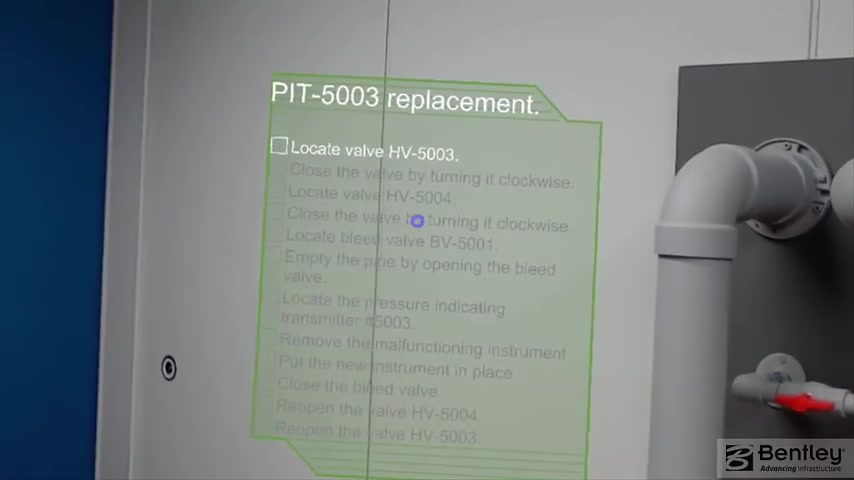 PIT-5003 replacement.
Locate valve HV-5003.
Close the valve by turning it clockwise.
Locate valve HV-5004.
Close the valve by turning it clockwise.
Locate bleed valve BV-5001.
Empty the pipe by opening the bleed
valve.
Locate the pressure indicating
transmitter #5003.
Remove the malfunctioning instrument
Put the new instrument in place
Close the bleed valve.
Reopen the valve HV-5004.
Reopen the valve HV-5003.
Bentley
Advancing infrastructure